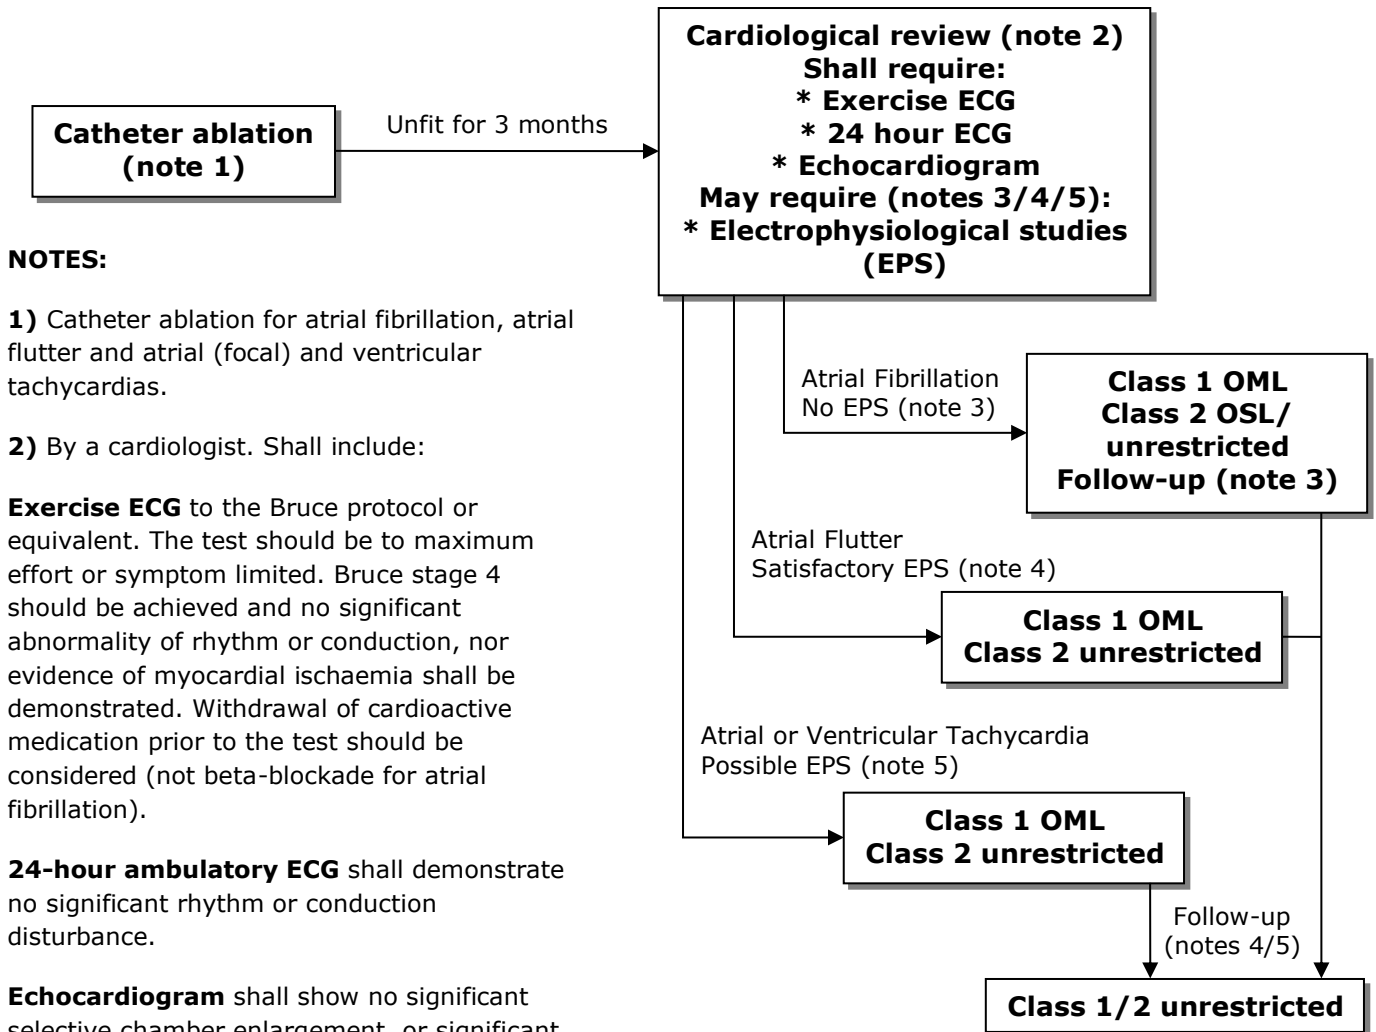 Catheter ablation
(note 1)
Unfit for 3 months
Cardiological review (note 2)
Shall require:
* Exercise ECG
* 24 hour ECG
* Echocardiogram
May require (notes 3/4/5):
* Electrophysiological studies
(EPS)
NOTES:
1) Catheter ablation for atrial fibrillation, atrial
flutter and atrial (focal) and ventricular
tachycardias.
2) By a cardiologist. Shall include:
Exercise ECG to the Bruce protocol or
equivalent. The test should be to maximum
effort or symptom limited. Bruce stage 4
should be achieved and no significant
abnormality of rhythm or conduction, nor
evidence of myocardial ischaemia shall be
demonstrated. Withdrawal of cardioactive
medication prior to the test should be
considered (not beta-blockade for atrial
fibrillation).
24-hour ambulatory ECG shall demonstrate
no significant rhythm or conduction
disturbance.
Echocardiogram shall show no significant
selective chamber enlargement, or significant
Atrial Fibrillation
No EPS (note 3)
Class 1 OML
Class 2 OSL/
unrestricted
Follow-up (note 3)
Atrial Flutter
Satisfactory EPS (note 4)
Class 1 OML
Class 2 unrestricted
Atrial or Ventricular Tachycardia
Possible EPS (note 5)
Class 1 OML
Class 2 unrestricted
Follow-up
(notes 4/5)
Class 1/2 unrestricted